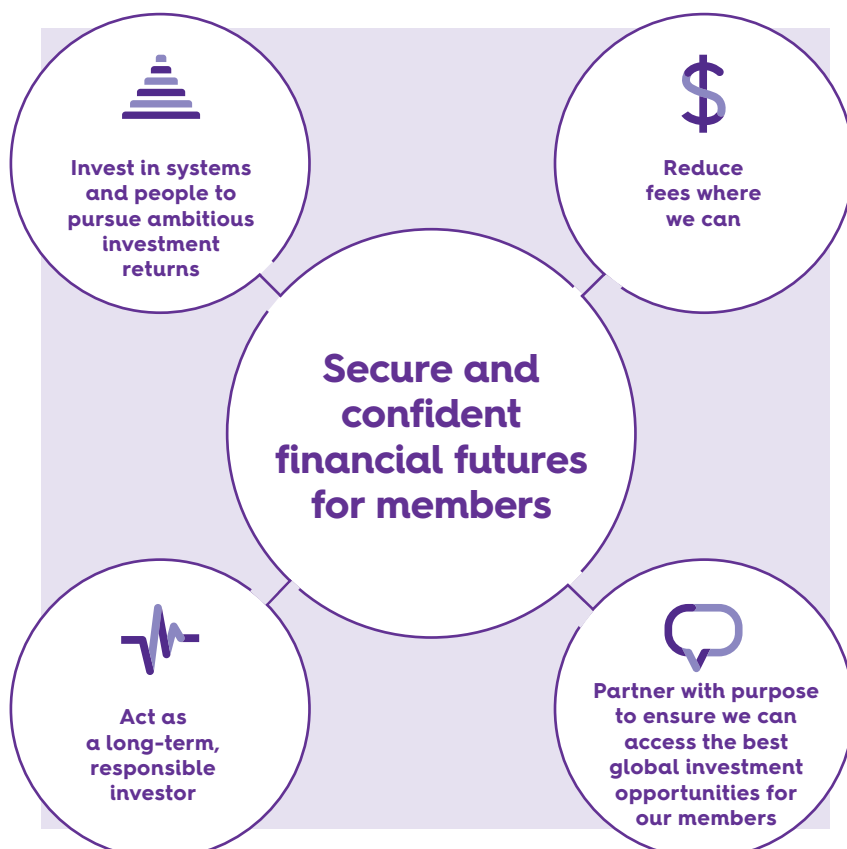 Invest in systems
and people to
pursue ambitious
investment
returns
Reduce
fees where
we can
Secure and
confident
financial futures
for members
Act as
a long-term,
responsible
investor
Partner with purpose
to ensure we can
access the best
global investment
opportunities for
our members